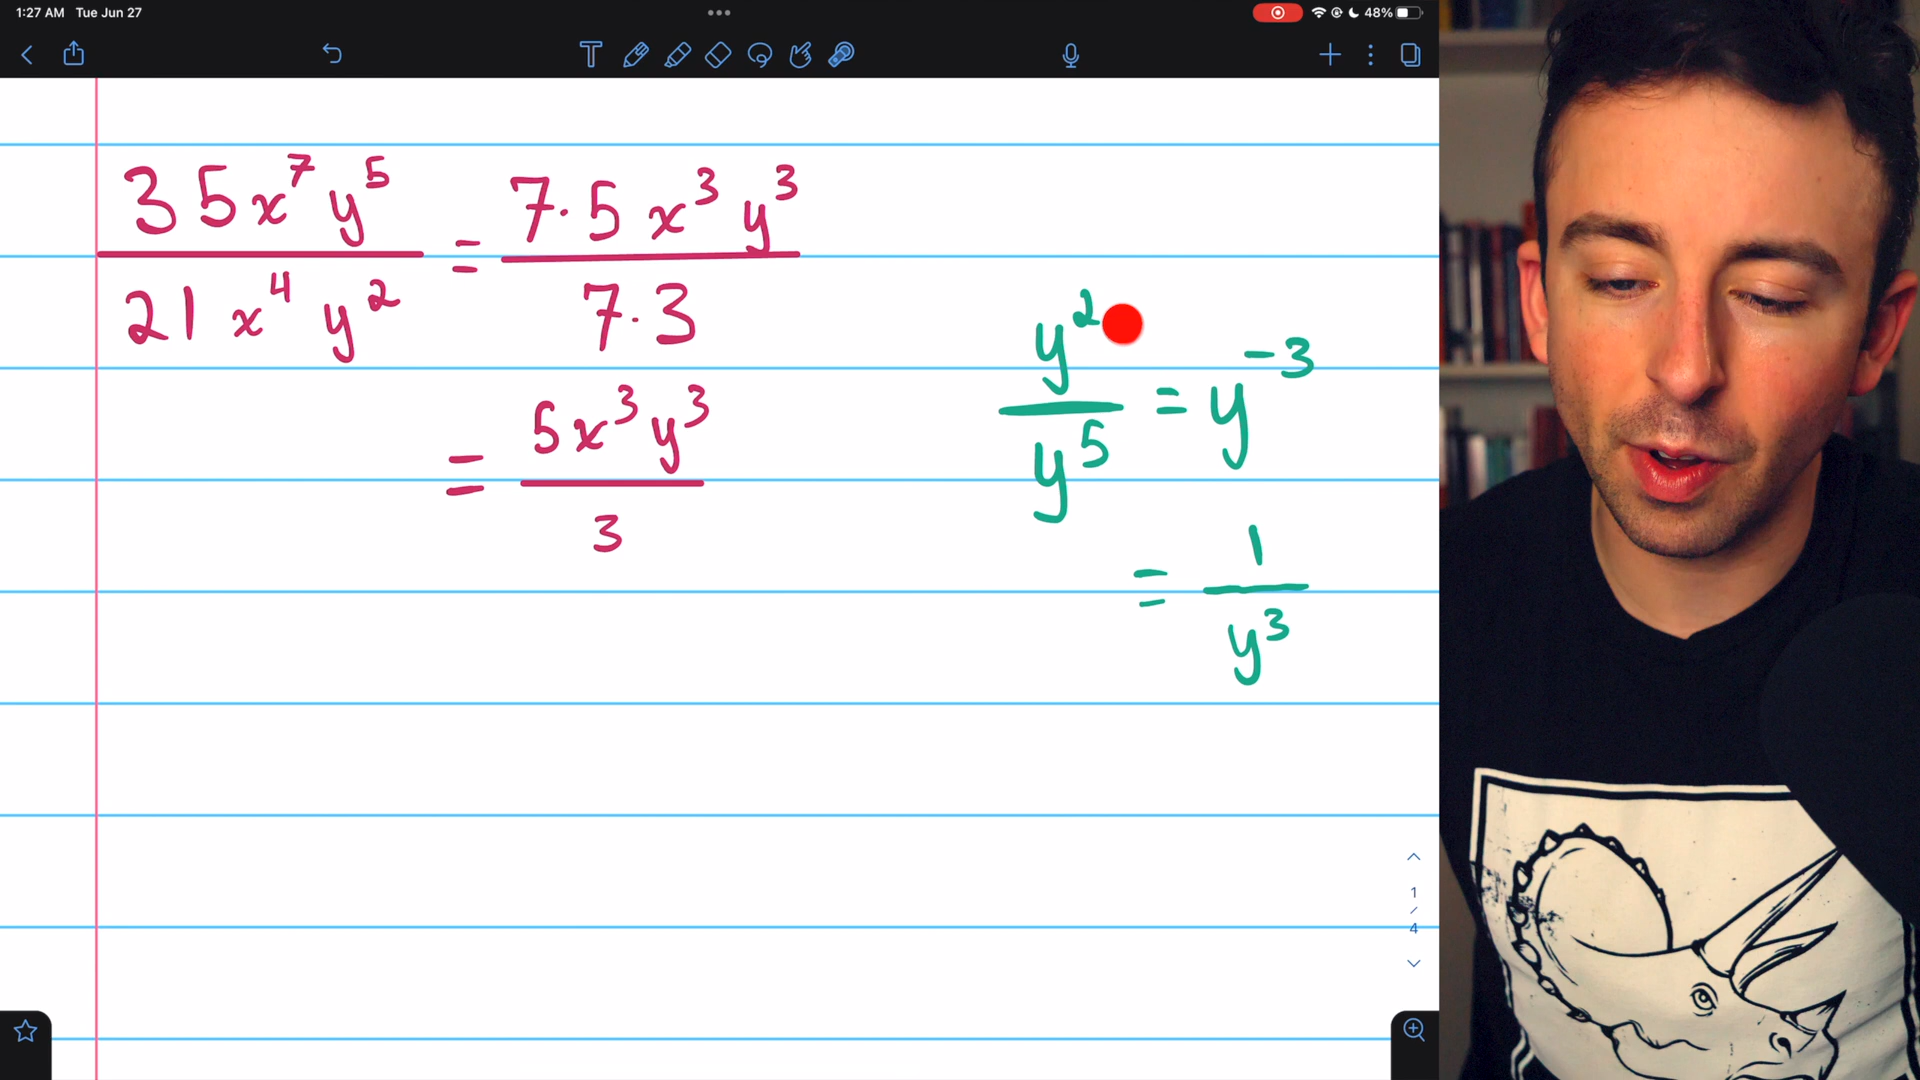 1:27 AM Tue Jun 27
48%
35x⁷y⁵ / 21x⁴y² = 7·5x³y³ / 7·3
= 5x³y³ / 3
y² / y⁵ = y⁻³
= 1 / y³
1 / 4